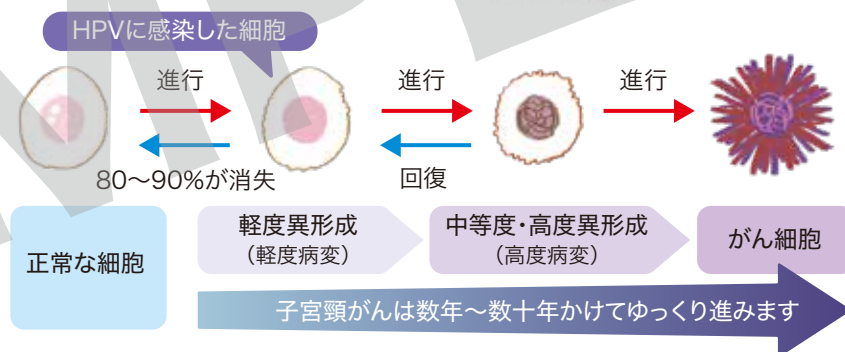 HPVに感染した細胞
進行
進行
進行
80〜90%が消失
回復
正常な細胞
軽度異形成
（軽度病変）
中等度・高度異形成
（高度病変）
がん細胞
子宮頸がんは数年〜数十年かけてゆっくり進みます